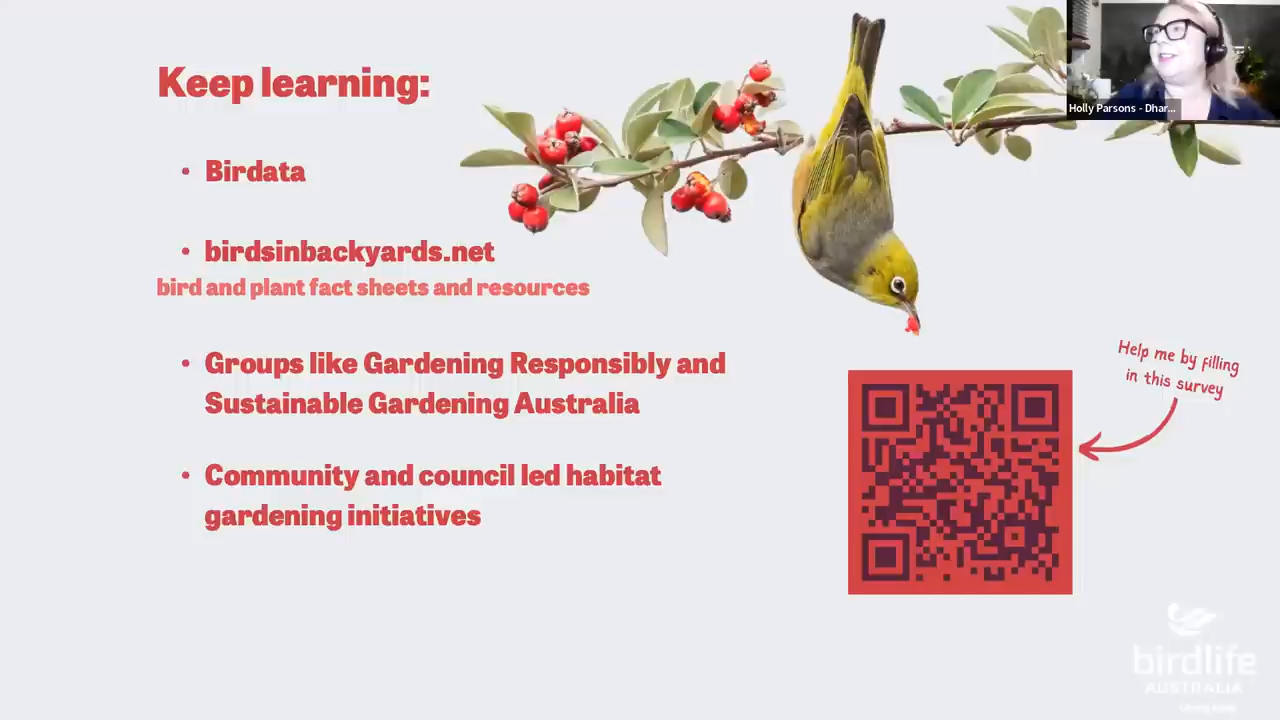 Keep learning:
Holly Parsons - Dhar...
• Birdata
• birdsinbackyards.net
bird and plant fact sheets and resources
• Groups like Gardening Responsibly and
Sustainable Gardening Australia
• Community and council led habitat
gardening initiatives
Help me by filling
in this survey
birdlife
AUSTRALIA